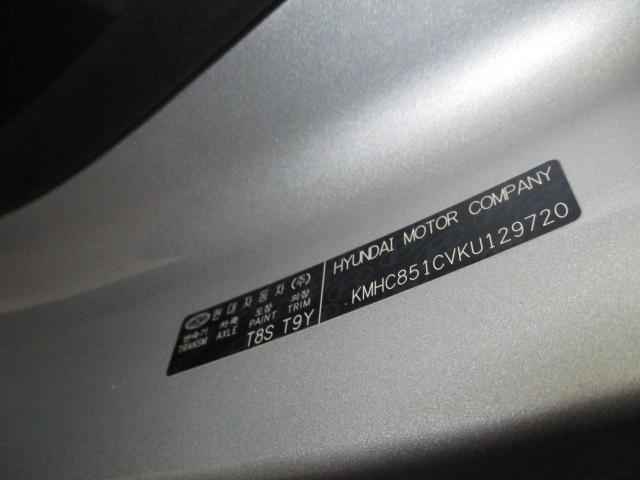 현대자동차(주)
변속기 차축 도장 의장
TRANSM AXLE PAINT TRIM
T8S T9Y
HYUNDAI MOTOR COMPANY
KMHC851CVKU129720